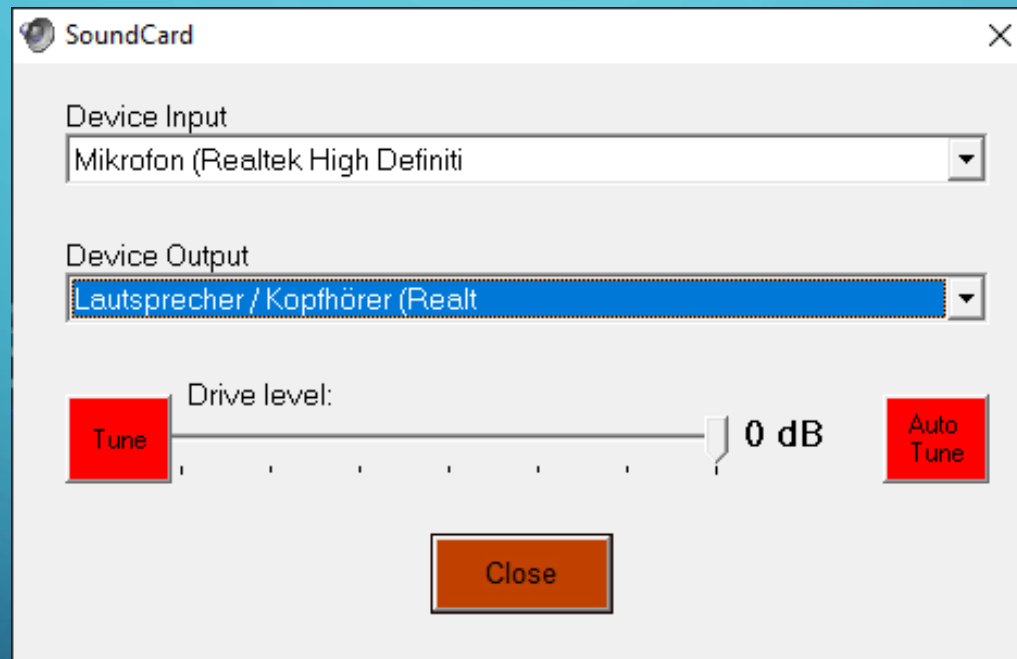 SoundCard
Device Input
Mikrofon (Realtek High Definiti
Device Output
Lautsprecher / Kopfhörer (Realt
Drive level:
Tune
0 dB
Auto
Tune
Close